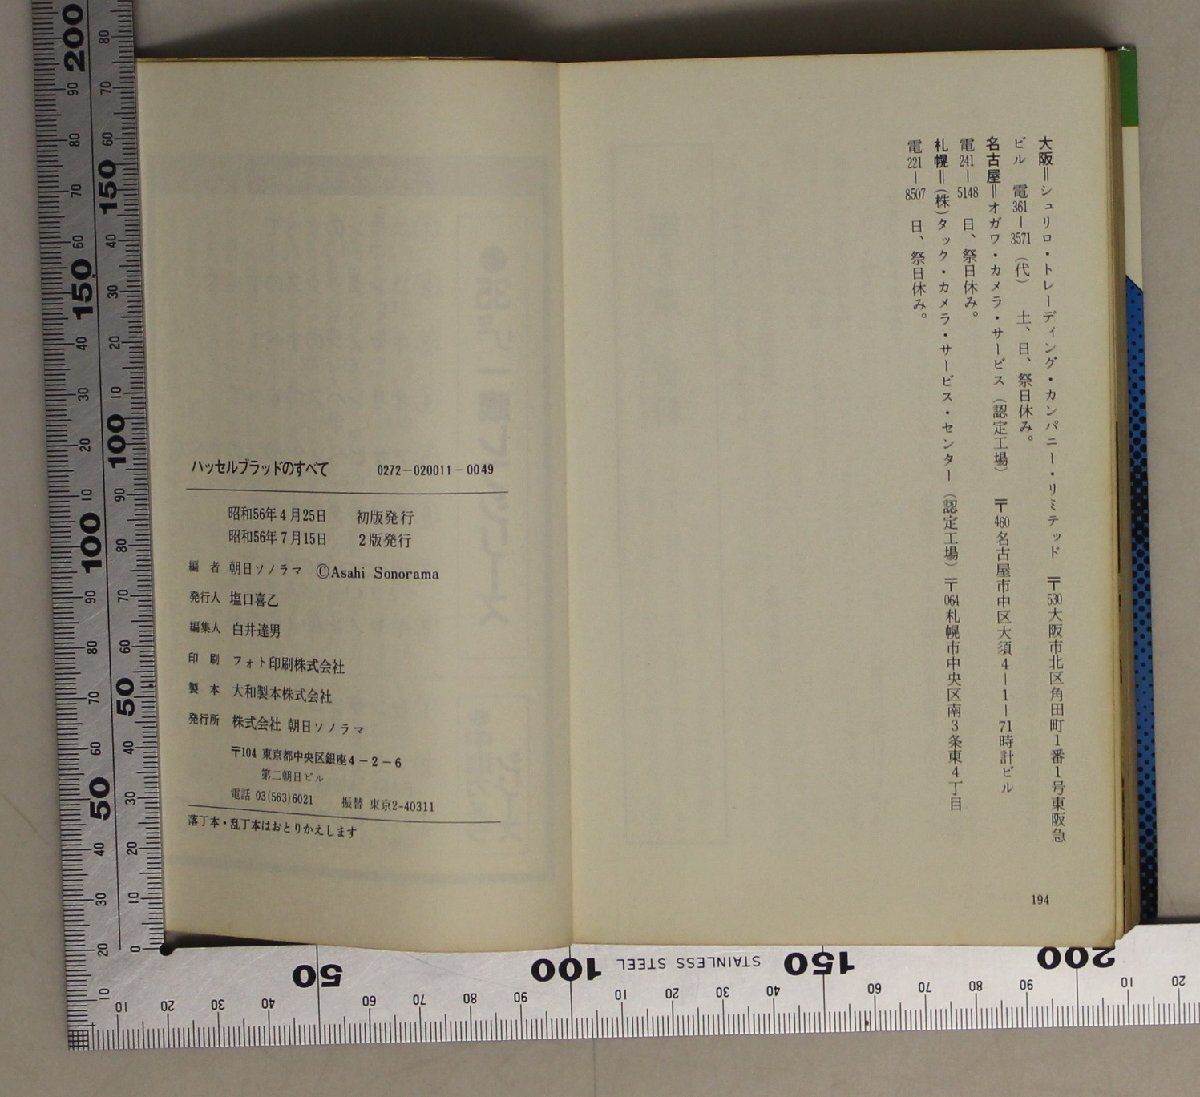 大阪＝シュリロ・トレーディング・カンパニー・リミテッド　〒530大阪市北区角田町1番1号東阪急
ビル　電361－3571（代）　土、日、祭日休み。
名古屋＝オガワ・カメラ・サービス（認定工場）　〒460名古屋市中区大須4－1－71時計ビル
電241－5148　日、祭日休み。
札幌＝（株）タック・カメラ・サービス・センター（認定工場）〒064札幌市中央区南3条東4丁目
電221－8507　日、祭日休み。
194
ハッセルブラッドのすべて　0272－020011－0049
昭和56年4月25日　初版発行
昭和56年7月15日　2版発行
編者　朝日ソノラマ　©Asahi Sonorama
発行人　塩口喜乙
編集人　白井達男
印刷　フォト印刷株式会社
製本　大和製本株式会社
発行所　株式会社 朝日ソノラマ
〒104 東京都中央区銀座4－2－6
第二朝日ビル
電話 03(563)6021　振替 東京2-40311
落丁本・乱丁本はおとりかえします
STAINLESS STEEL
50
100
150
200
50
100
150
200
50
100
150